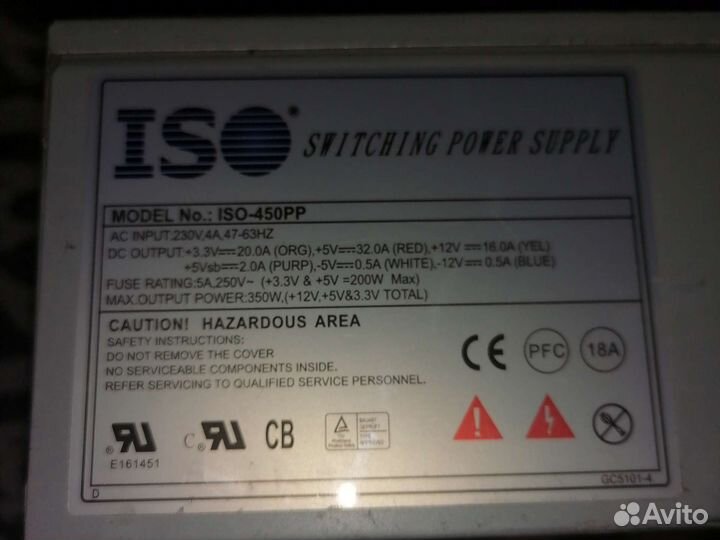 ISO® SWITCHING POWER SUPPLY
MODEL No.: ISO-450PP
AC INPUT:230V,4A,47-63HZ
DC OUTPUT:+3.3V⎓20.0A (ORG),+5V⎓32.0A (RED),+12V⎓16.0A (YEL)
+5Vsb⎓2.0A (PURP),-5V⎓0.5A (WHITE),-12V⎓0.5A (BLUE)
FUSE RATING:5A,250V~ (+3.3V & +5V =200W Max)
MAX.OUTPUT POWER:350W,(+12V,+5V&3.3V TOTAL)
CAUTION! HAZARDOUS AREA
SAFETY INSTRUCTIONS:
DO NOT REMOVE THE COVER
NO SERVICEABLE COMPONENTS INSIDE.
REFER SERVICING TO QUALIFIED SERVICE PERSONNEL.
CE PFC 18A
®
E161451
C ® CB
D
GC5101-4
Avito